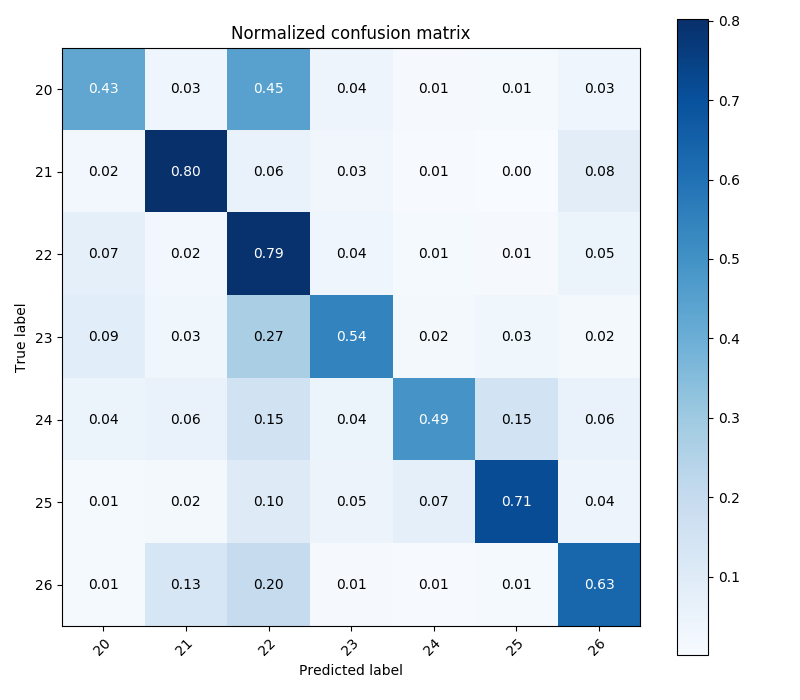 Normalized confusion matrix
0.8
20 0.43 0.03 0.45 0.04 0.01 0.01 0.03
0.7
21 0.02 0.80 0.06 0.03 0.01 0.00 0.08
0.6
22 0.07 0.02 0.79 0.04 0.01 0.01 0.05
0.5
True label
23 0.09 0.03 0.27 0.54 0.02 0.03 0.02
0.4
24 0.04 0.06 0.15 0.04 0.49 0.15 0.06
0.3
25 0.01 0.02 0.10 0.05 0.07 0.71 0.04
0.2
26 0.01 0.13 0.20 0.01 0.01 0.01 0.63
0.1
20 21 22 23 24 25 26
Predicted label